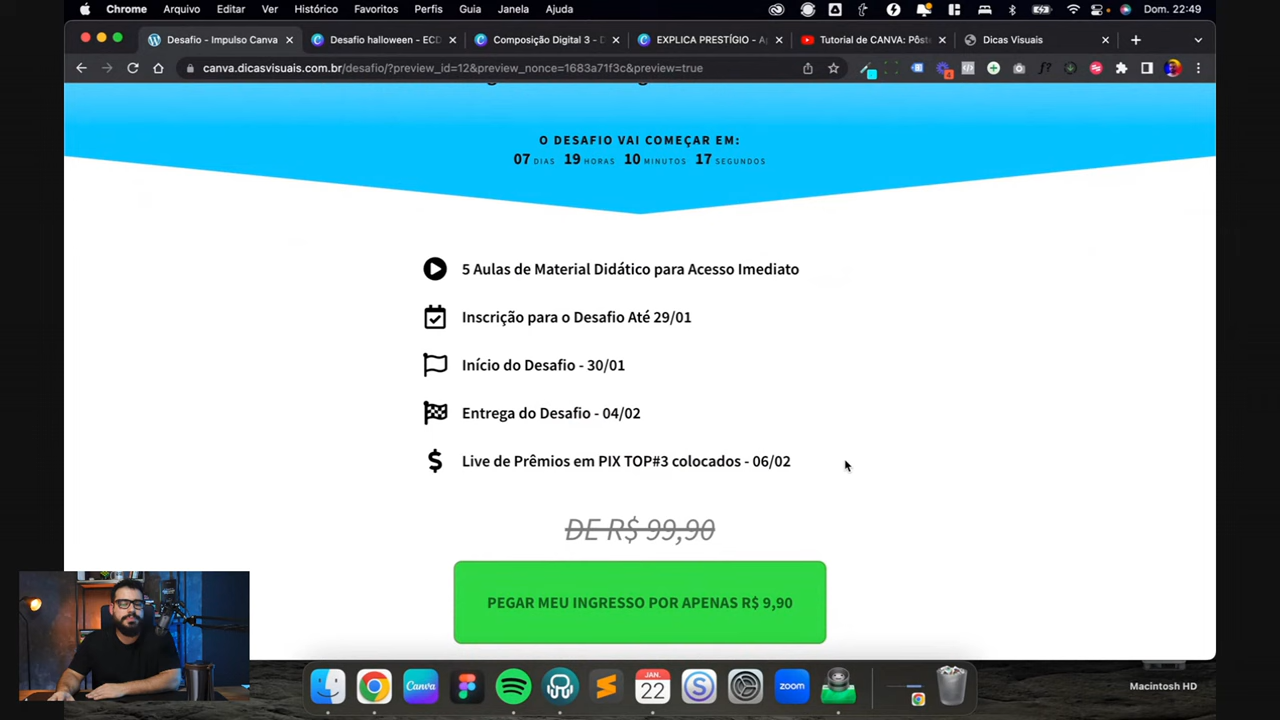 Chrome Arquivo Editar Ver Histórico Favoritos Perfis Guia Janela Ajuda Dom. 22:49
Desafio - Impulso Canva Desafio halloween - ECD Composição Digital 3 - D EXPLICA PRESTÍGIO - Ap Tutorial de CANVA: Pôste Dicas Visuais
canva.dicasvisuais.com.br/desafio/?preview_id=12&preview_nonce=1683a71f3c&preview=true
O DESAFIO VAI COMEÇAR EM:
07 DIAS 19 HORAS 10 MINUTOS 17 SEGUNDOS
5 Aulas de Material Didático para Acesso Imediato
Inscrição para o Desafio Até 29/01
Início do Desafio - 30/01
Entrega do Desafio - 04/02
Live de Prêmios em PIX TOP#3 colocados - 06/02
DE R$ 99,90
PEGAR MEU INGRESSO POR APENAS R$ 9,90
Canva JAN. 22 zoom Macintosh HD